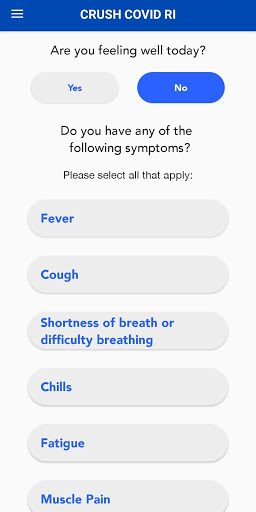 CRUSH COVID RI
Are you feeling well today?
Yes
No
Do you have any of the
following symptoms?
Please select all that apply:
Fever
Cough
Shortness of breath or
difficulty breathing
Chills
Fatigue
Muscle Pain